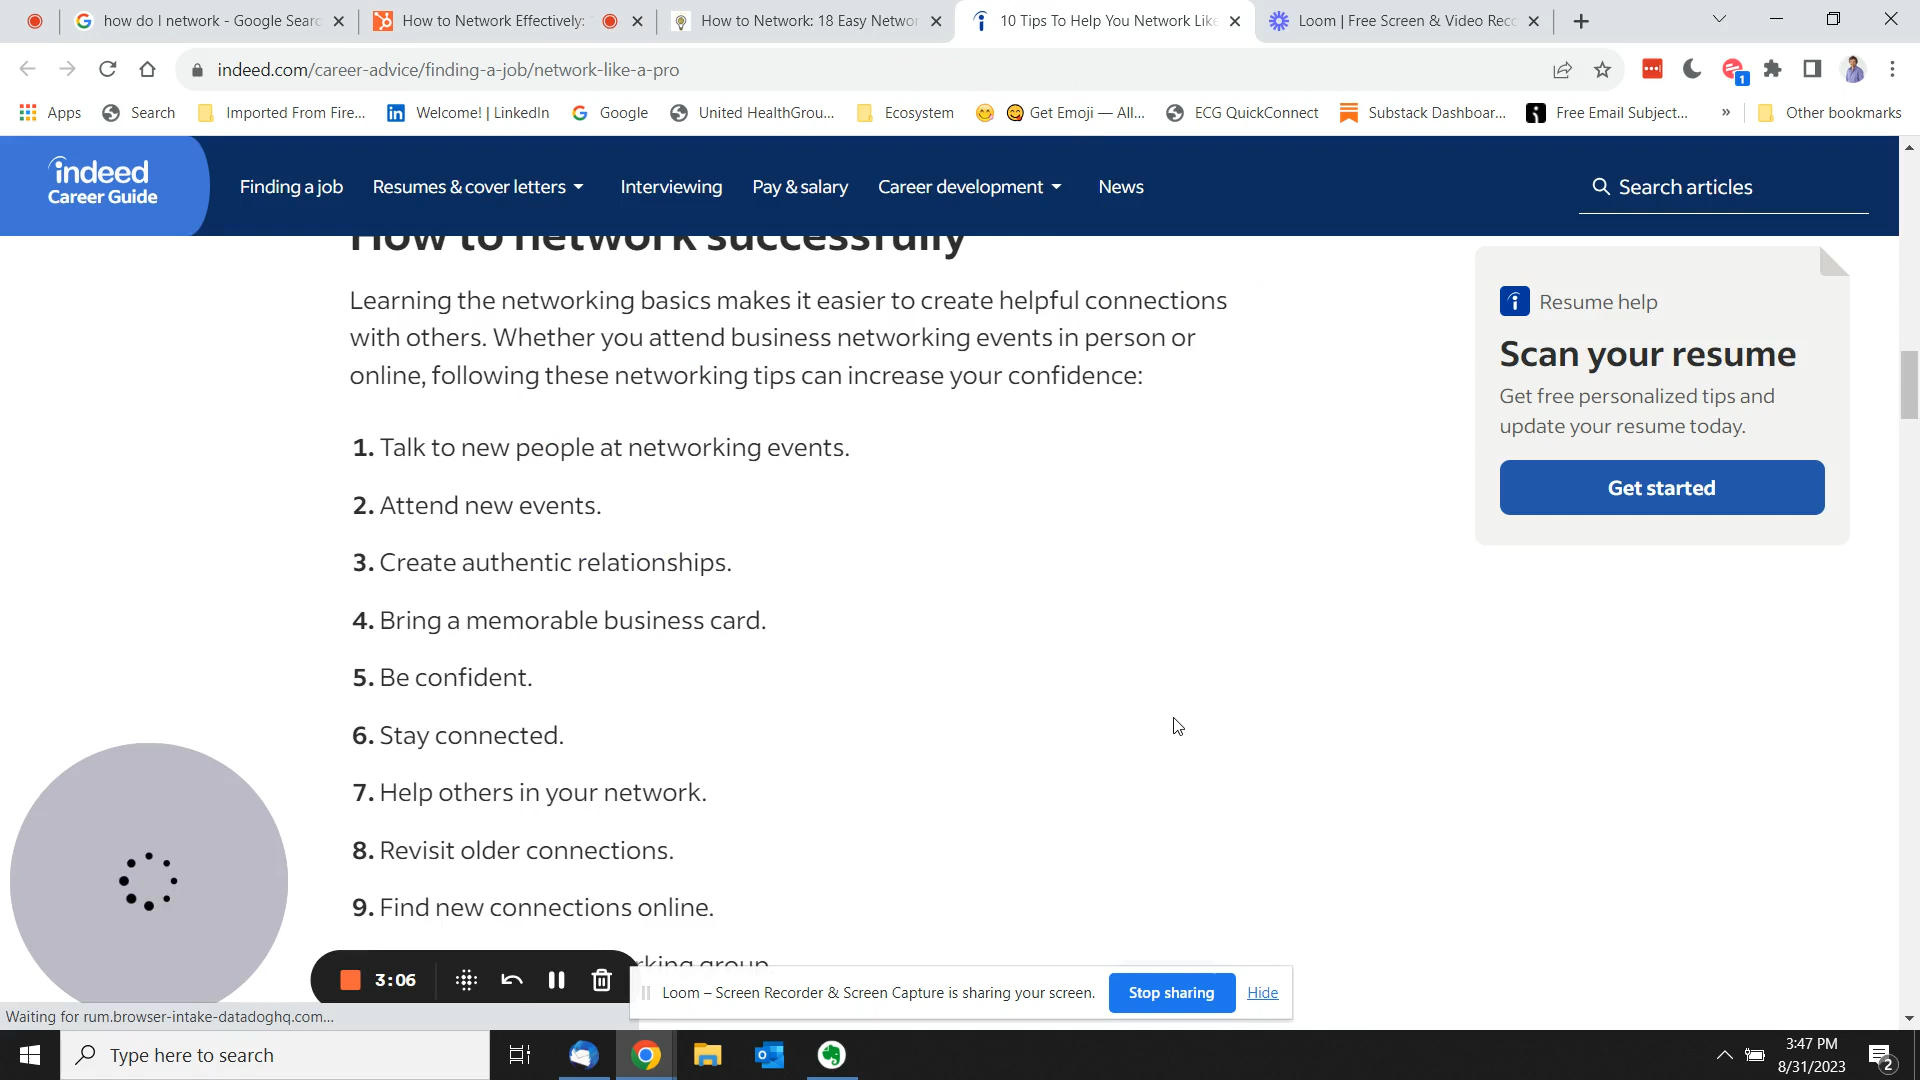 how do I network - Google Searc
How to Network Effectively:
How to Network: 18 Easy Networ
10 Tips To Help You Network Like
Loom | Free Screen & Video Reco
indeed.com/career-advice/finding-a-job/network-like-a-pro
1
Apps
Search
Imported From Fire...
Welcome! | LinkedIn
Google
United HealthGrou...
Ecosystem
Get Emoji — All...
ECG QuickConnect
Substack Dashboar...
Free Email Subject...
»
Other bookmarks
indeed
Career Guide
Finding a job
Resumes & cover letters
Interviewing
Pay & salary
Career development
News
Search articles
How to network successfully
Learning the networking basics makes it easier to create helpful connections
with others. Whether you attend business networking events in person or
online, following these networking tips can increase your confidence:
1. Talk to new people at networking events.
2. Attend new events.
3. Create authentic relationships.
4. Bring a memorable business card.
5. Be confident.
6. Stay connected.
7. Help others in your network.
8. Revisit older connections.
9. Find new connections online.
rking group.
Resume help
Scan your resume
Get free personalized tips and
update your resume today.
Get started
3:06
Loom – Screen Recorder & Screen Capture is sharing your screen.
Stop sharing
Hide
Waiting for rum.browser-intake-datadoghq.com...
Type here to search
3:47 PM
8/31/2023
2